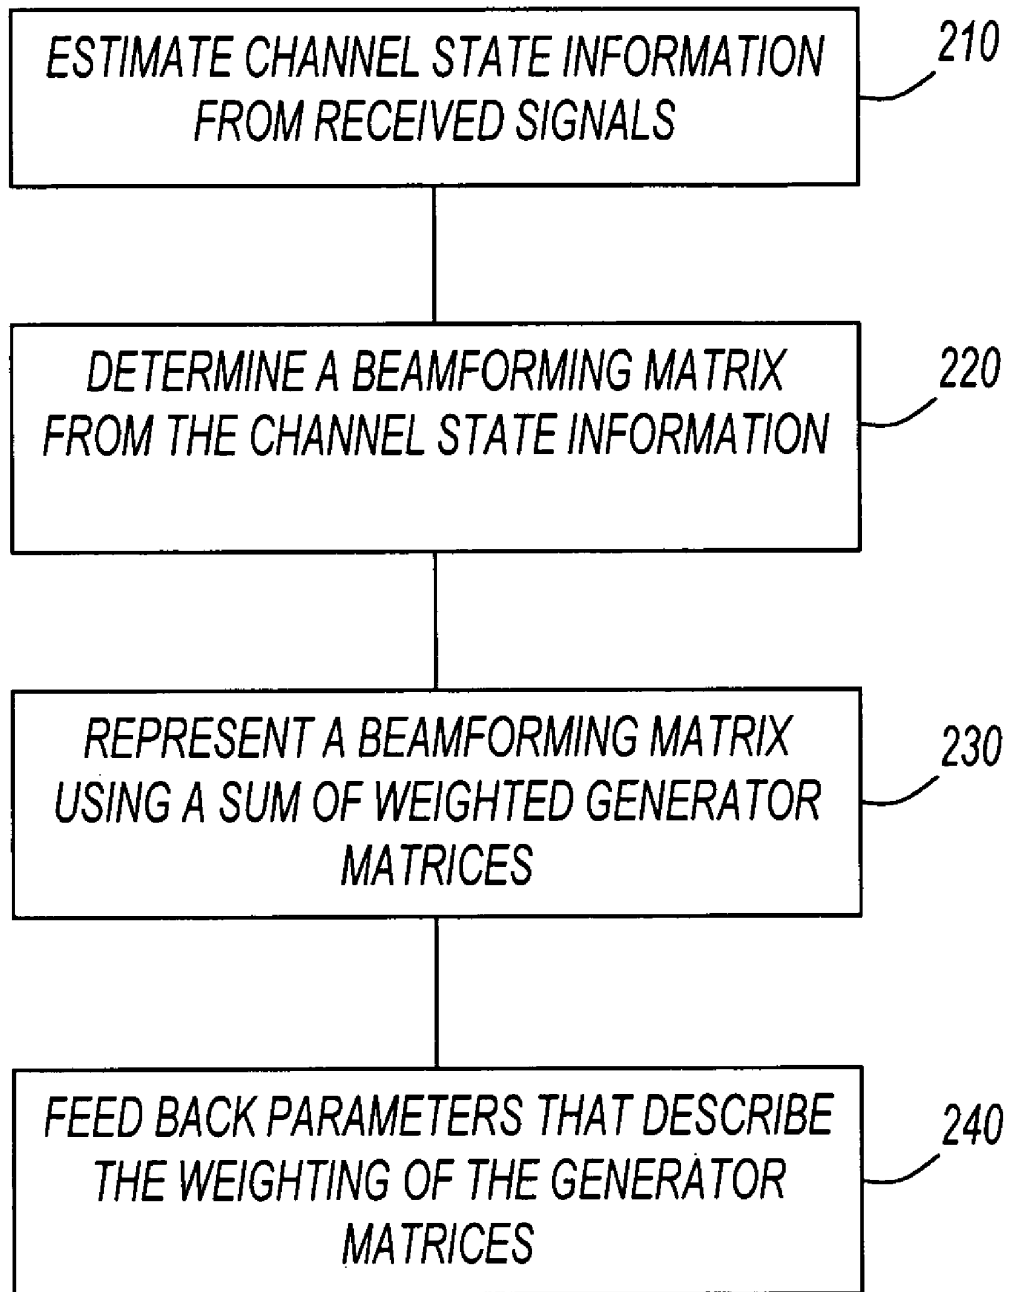 ESTIMATE CHANNEL STATE INFORMATION
FROM RECEIVED SIGNALS
210
DETERMINE A BEAMFORMING MATRIX
FROM THE CHANNEL STATE INFORMATION
220
REPRESENT A BEAMFORMING MATRIX
USING A SUM OF WEIGHTED GENERATOR
MATRICES
230
FEED BACK PARAMETERS THAT DESCRIBE
THE WEIGHTING OF THE GENERATOR
MATRICES
240